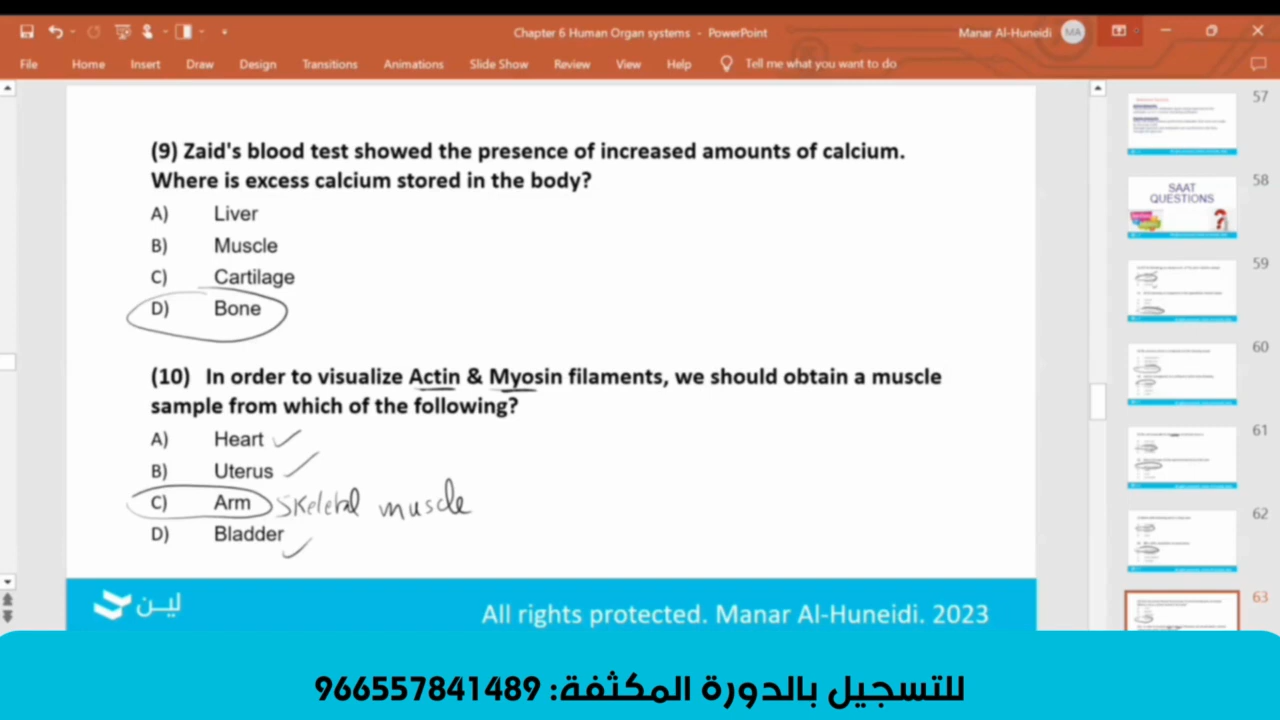 Chapter 6 Human Organ systems - PowerPoint
Manar Al-Huneidi
MA
File Home Insert Draw Design Transitions Animations Slide Show Review View Help Tell me what you want to do
(9) Zaid's blood test showed the presence of increased amounts of calcium.
Where is excess calcium stored in the body?
A) Liver
B) Muscle
C) Cartilage
D) Bone
(10) In order to visualize Actin & Myosin filaments, we should obtain a muscle
sample from which of the following?
A) Heart
B) Uterus
C) Arm skeletal muscle
D) Bladder
لين
All rights protected. Manar Al-Huneidi. 2023
57
58
SAAT
QUESTIONS
59
60
61
62
63
للتسجيل بالدورة المكثفة: 966557841489